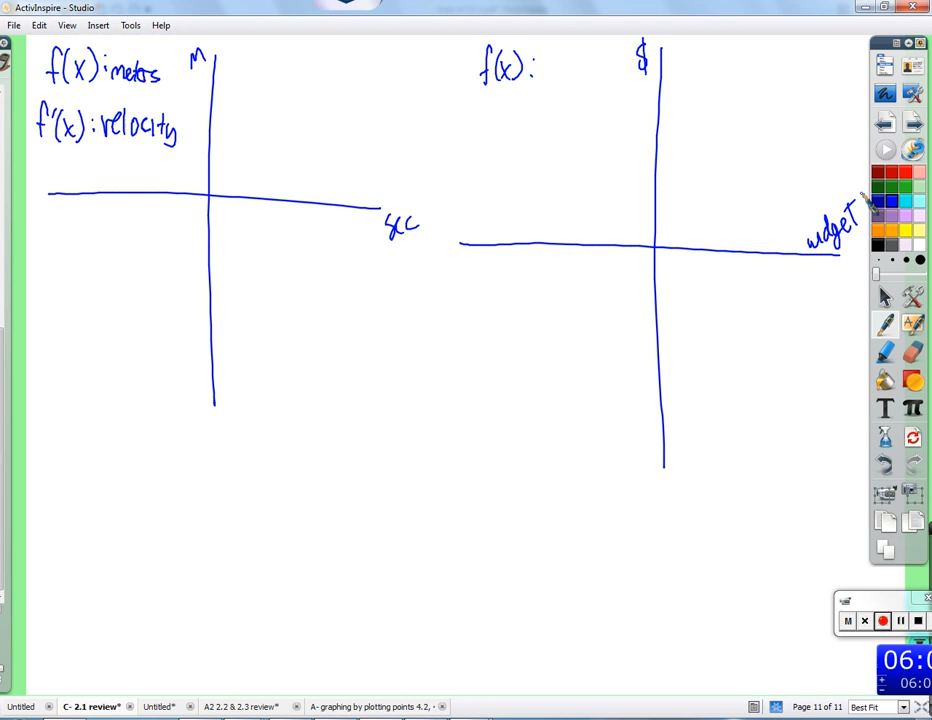 ActivInspire - Studio
File Edit View Insert Tools Help
f(x): meters
f'(x): velocity
M
sec
f(x):
$
widget
T
π
M
06:0
06:0
Untitled
C- 2.1 review*
Untitled*
A2 2.2 & 2.3 review*
A- graphing by plotting points 4.2,
Page 11 of 11
Best Fit